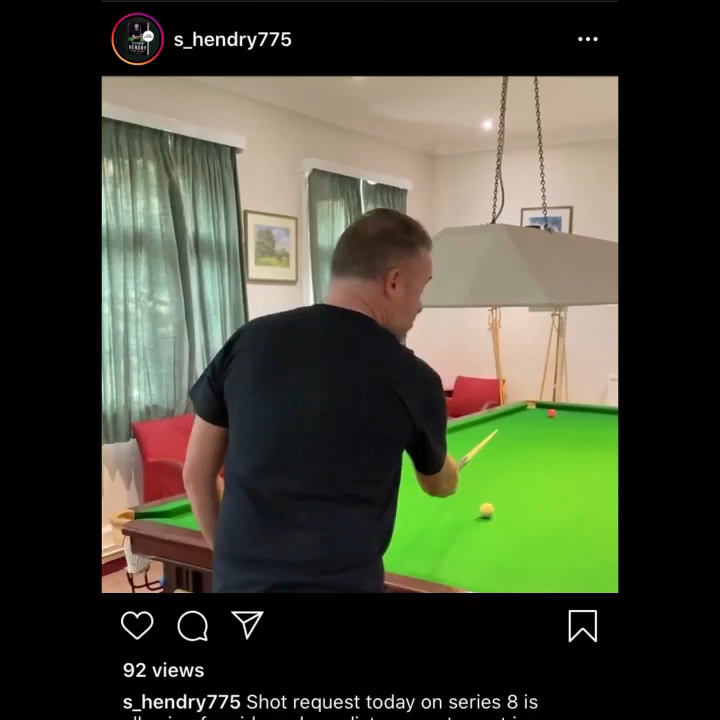 s_hendry775
92 views
s_hendry775 Shot request today on series 8 is